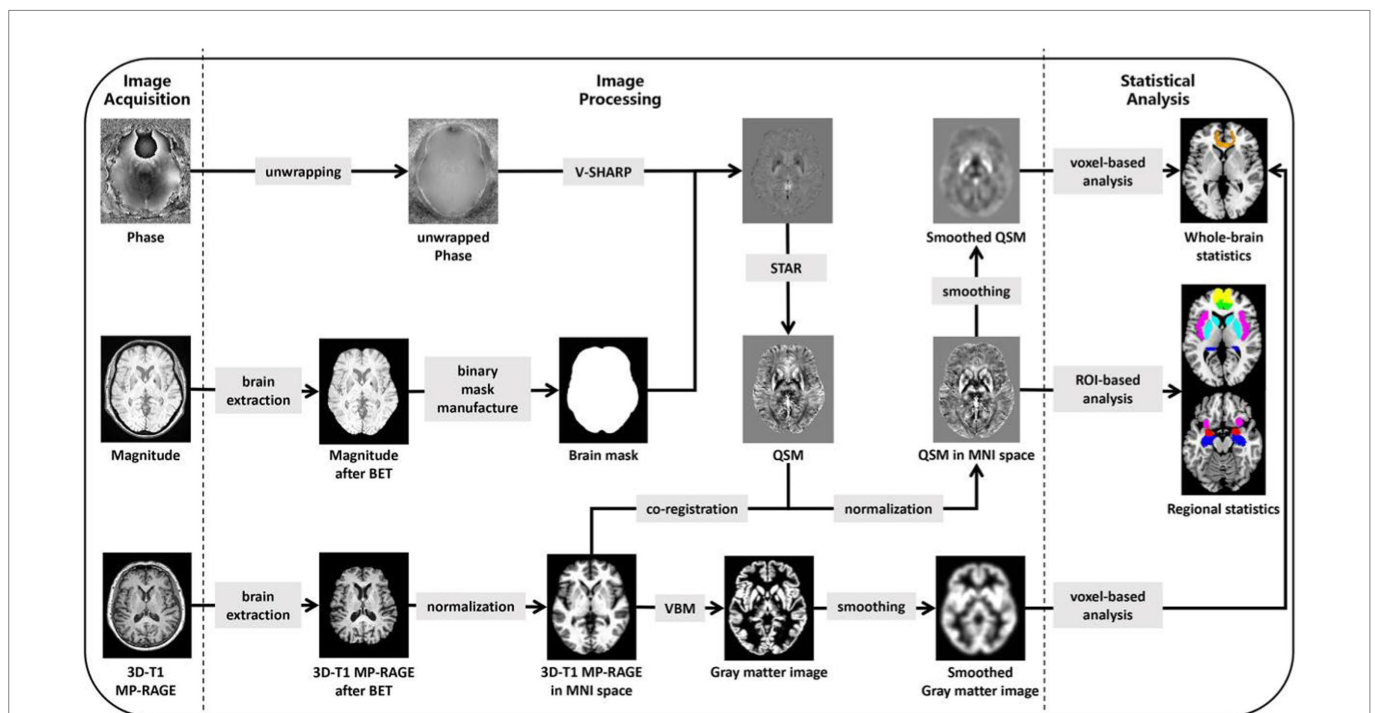 Image
Acquisition
Image
Processing
Statistical
Analysis
unwrapping
V-SHARP
voxel-based
analysis
Phase
unwrapped
Phase
Smoothed QSM
Whole-brain
statistics
STAR
smoothing
brain
extraction
binary
mask
manufacture
ROI-based
analysis
Magnitude
Magnitude
after BET
Brain mask
QSM
QSM in MNI space
Regional statistics
co-registration
normalization
brain
extraction
normalization
VBM
smoothing
voxel-based
analysis
3D-T1
MP-RAGE
3D-T1 MP-RAGE
after BET
3D-T1 MP-RAGE
in MNI space
Gray matter image
Smoothed
Gray matter image